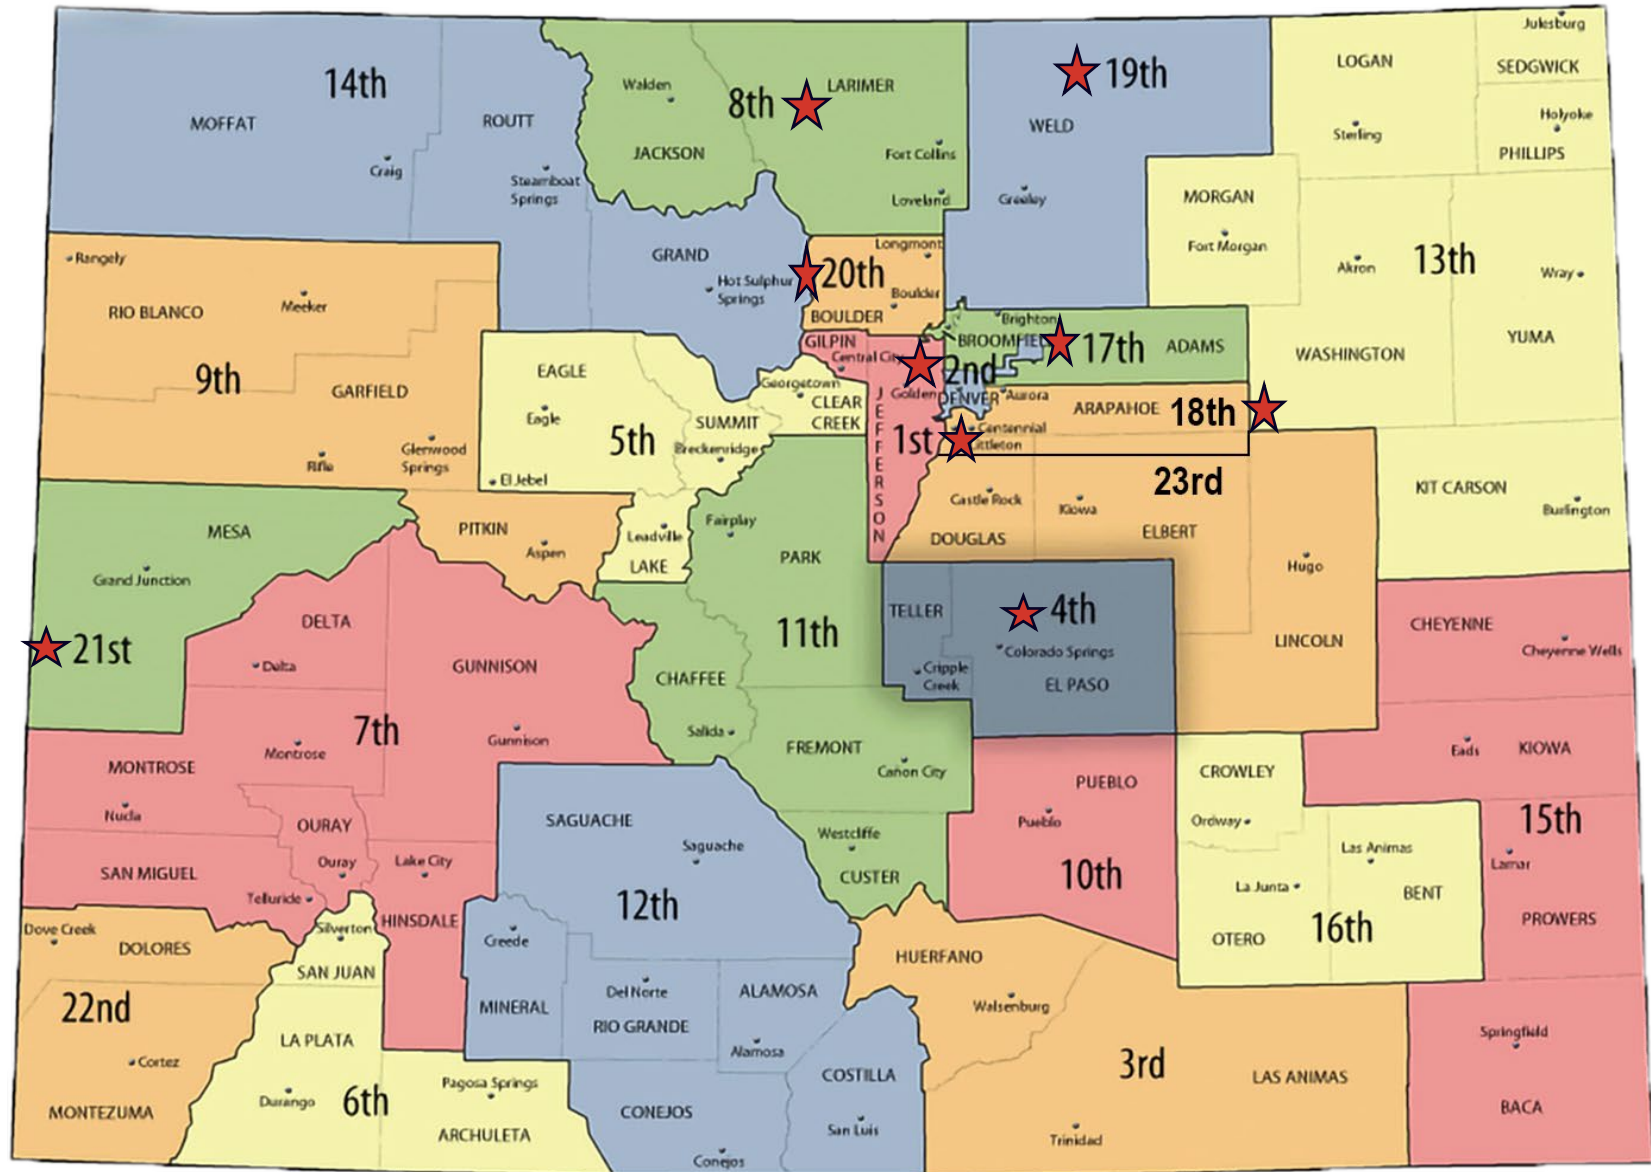 Julesburg
LOGAN
SEDGWICK
14th
19th
Walden
LARIMER
8th
Holyoke
MOFFAT
ROUTT
WELD
Sterling
JACKSON
Fort Collins
PHILLIPS
Craig
Steamboat
Springs
Loveland
Greeley
MORGAN
Fort Morgan
Rangely
GRAND
Longmont
Akron
13th
Wray
Hot Sulphur
Springs
20th
Boulder
RIO BLANCO
Meeker
BOULDER
Brighton
GILPIN
Central City
BROOMFIE
17th
ADAMS
WASHINGTON
YUMA
9th
GARFIELD
EAGLE
Georgetown
2nd
Golden
DENVER
Aurora
CLEAR
CREEK
ARAPAHOE
18th
Eagle
SUMMIT
5th
Breckenridge
1st
Centennial
Littleton
JEFFERSON
Glenwood
Springs
Rifle
El Jebel
23rd
KIT CARSON
Castle Rock
Kiowa
Burlington
MESA
PITKIN
Aspen
Leadville
LAKE
Fairplay
PARK
DOUGLAS
ELBERT
Hugo
Grand Junction
DELTA
11th
TELLER
4th
CHEYENNE
21st
Delta
GUNNISON
CHAFFEE
Cripple
Creek
Colorado Springs
EL PASO
LINCOLN
Cheyenne Wells
7th
Gunnison
Salida
FREMONT
Cañon City
MONTROSE
Montrose
Eads
KIOWA
Nucla
OURAY
SAGUACHE
PUEBLO
CROWLEY
Westcliffe
Pueblo
Ordway
15th
SAN MIGUEL
Ouray
Lake City
Saguache
CUSTER
10th
Las Animas
Lamar
Telluride
12th
La Junta
BENT
HINSDALE
Dove Creek
DOLORES
Silverton
Creede
OTERO
16th
PROWERS
SAN JUAN
HUERFANO
22nd
MINERAL
Del Norte
ALAMOSA
Walsenburg
RIO GRANDE
LA PLATA
Alamosa
Springfield
Cortez
3rd
COSTILLA
LAS ANIMAS
MONTEZUMA
Durango
6th
Pagosa Springs
CONEJOS
San Luis
BACA
ARCHULETA
Trinidad
Conejos